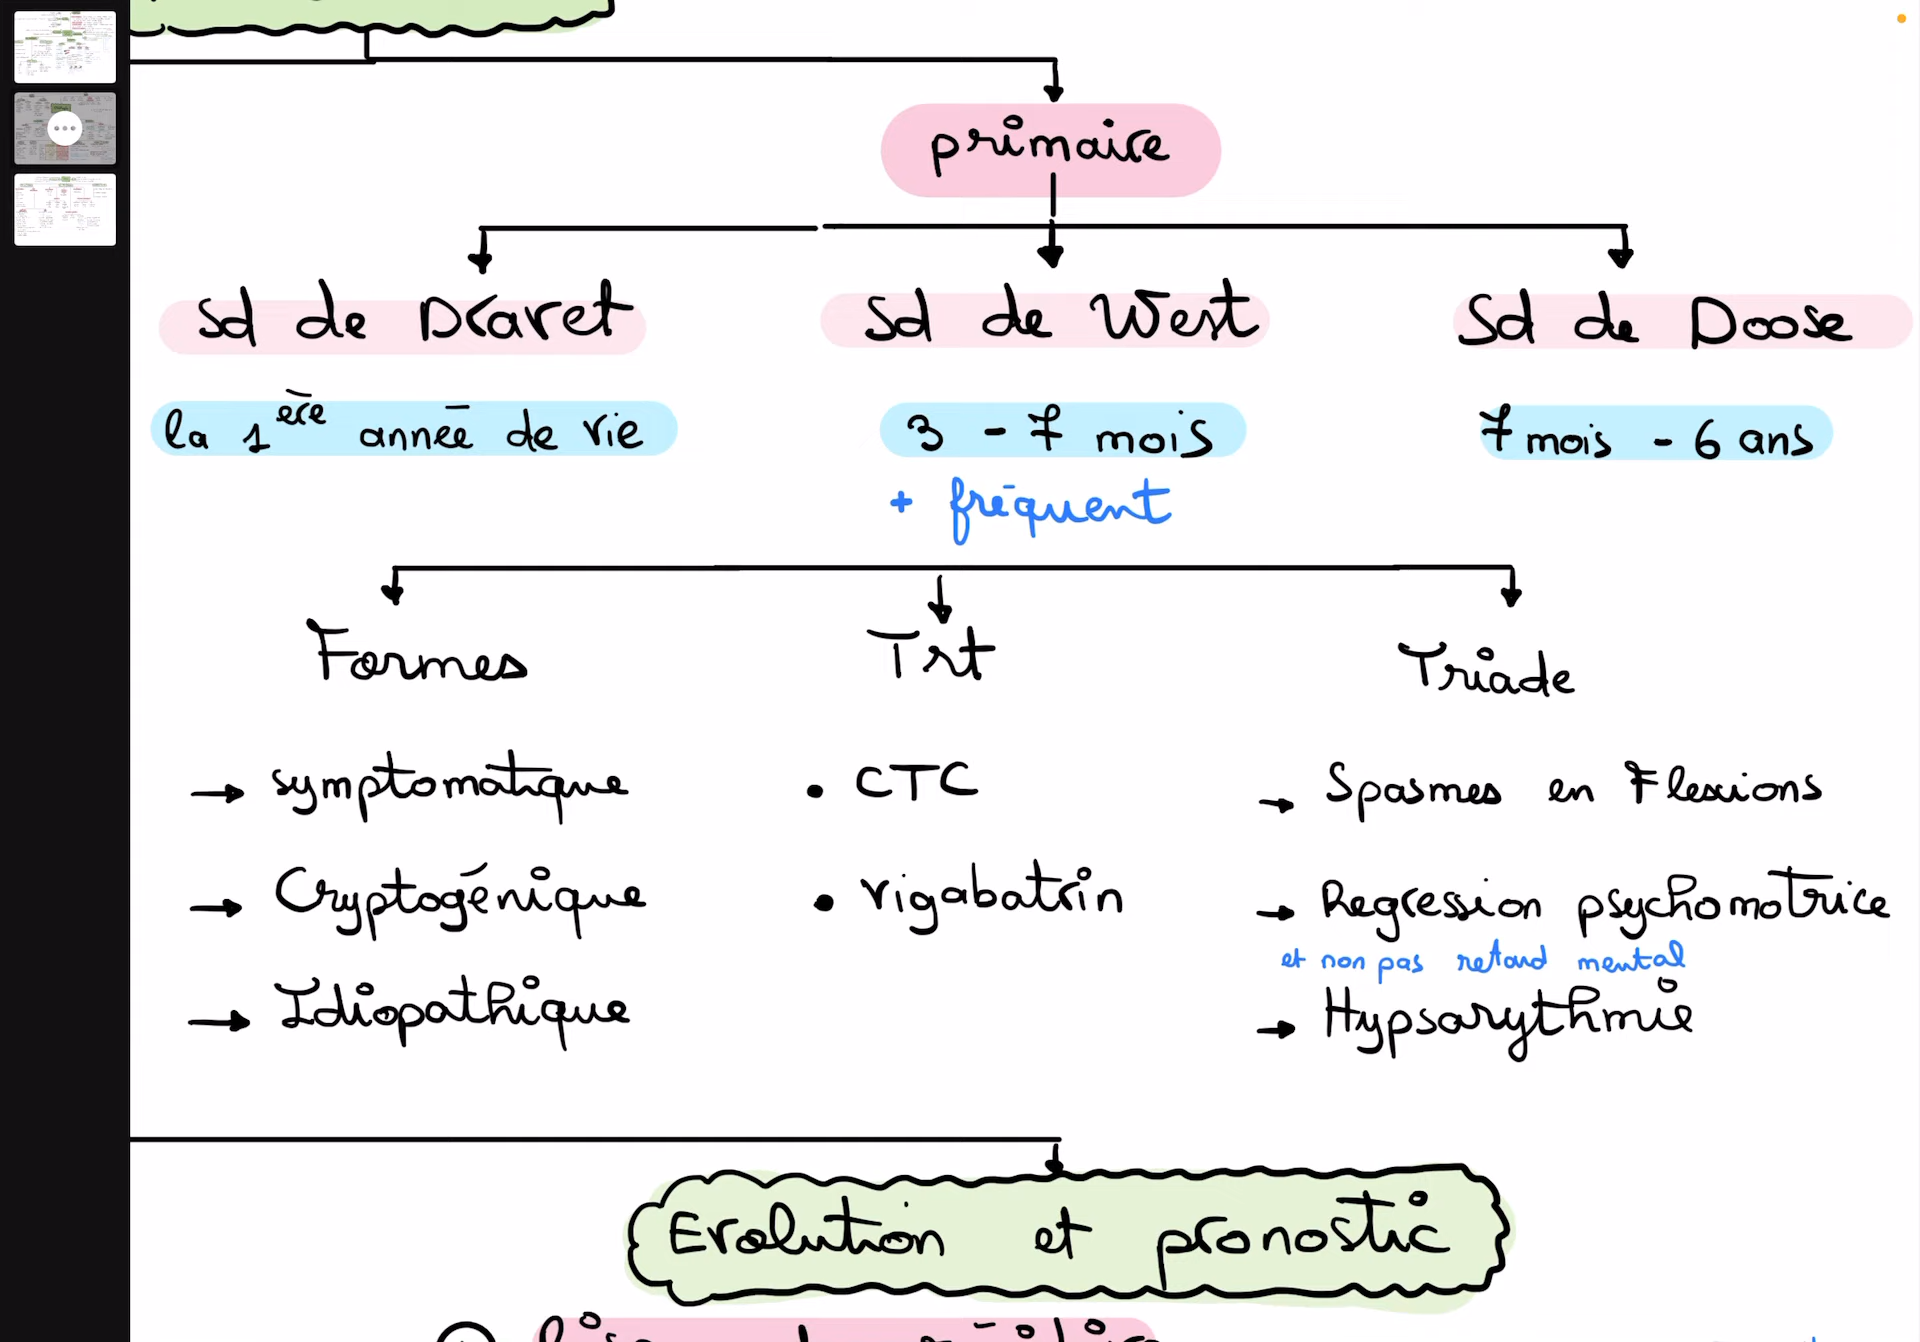 primaire
Sd de Dravet
Sd de West
Sd de Doose
la 1ère année de vie
3 - 7 mois
7 mois - 6 ans
+ fréquent
Formes
Trt
Triade
→ symptomatique
• CTC
→ Spasmes en Flexions
→ Cryptogénique
• vigabatrin
→ Regression psychomotrice
et non pas retard mental
→ Idiopathique
→ Hypsarythmie
Evolution et pronostic